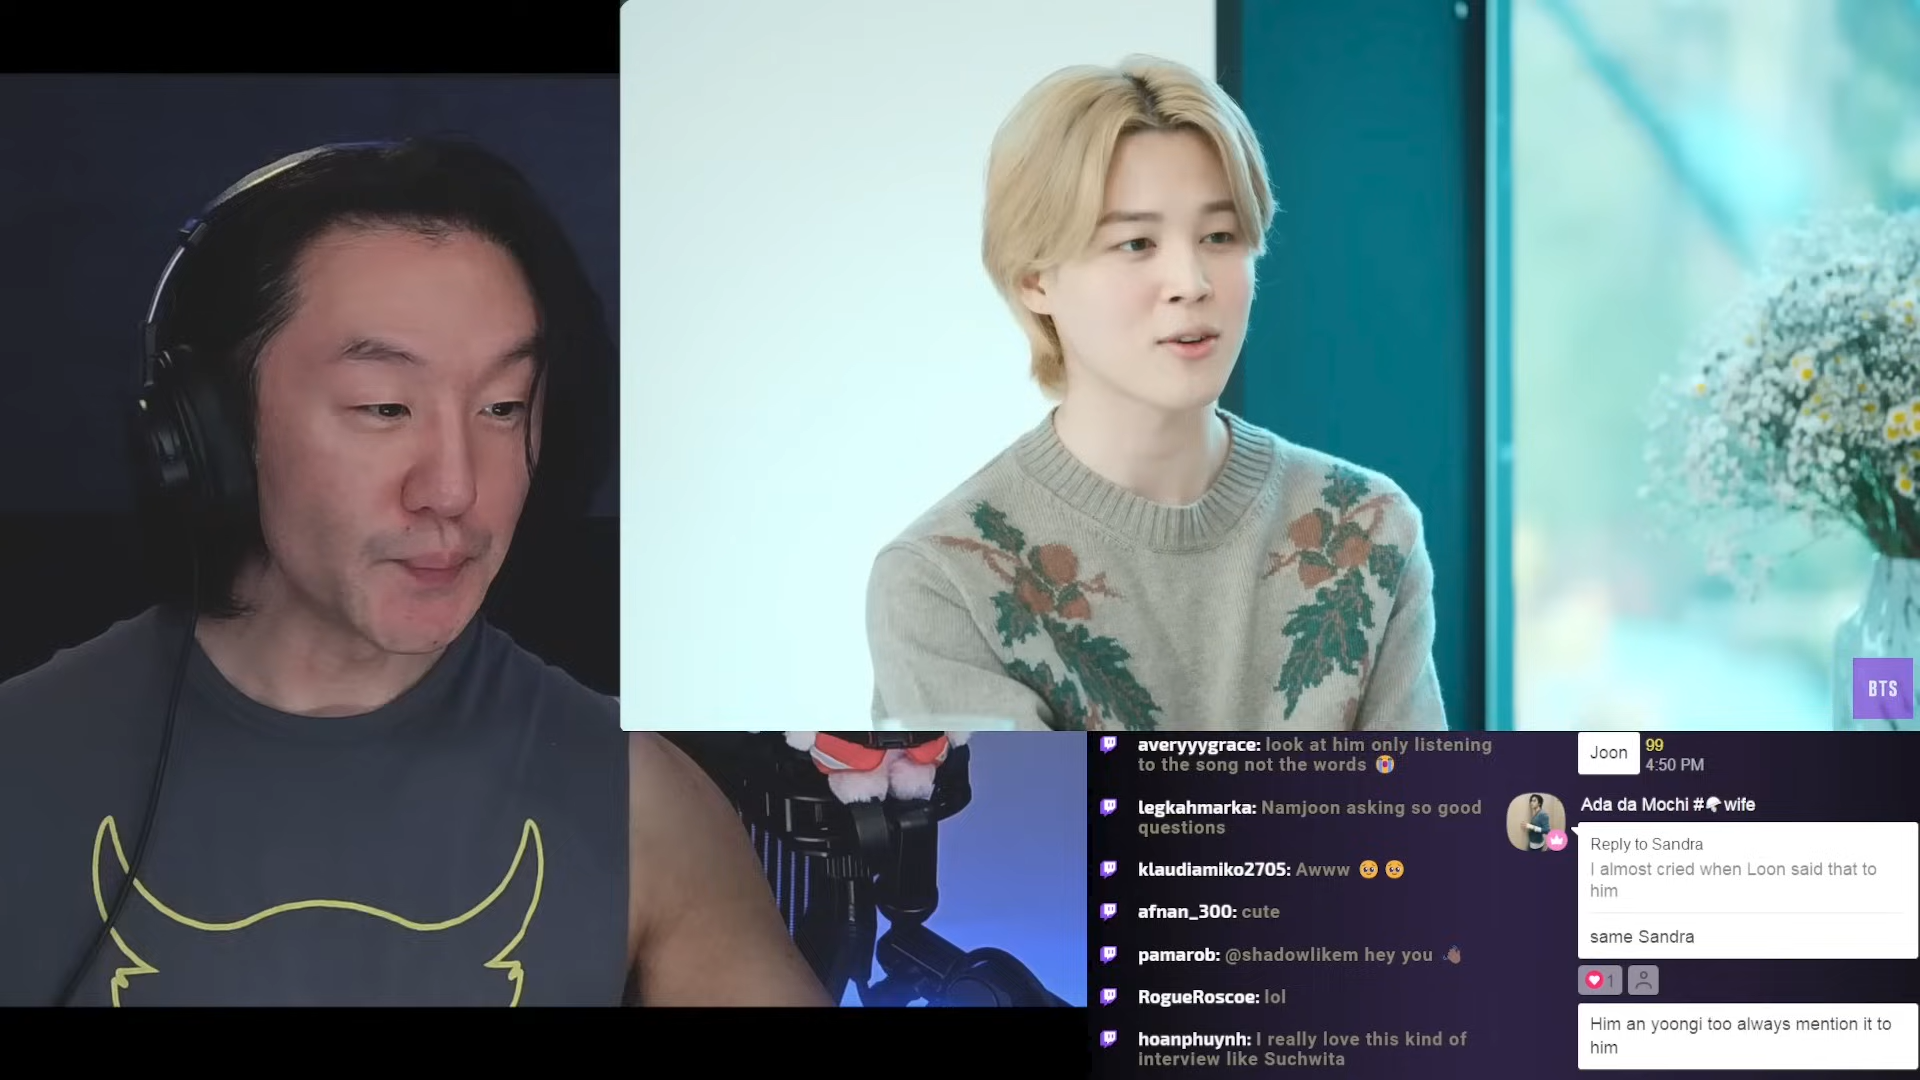 BTS
averyyygrace: look at him only listening
to the song not the words 😭
legkahmarka: Namjoon asking so good
questions
klaudiamiko2705: Awww 🥺 🥺
afnan_300: cute
pamarob: @shadowlikem hey you 👋🏾
RogueRoscoe: lol
hoanphuynh: I really love this kind of
interview like Suchwita
Joon
99
4:50 PM
Ada da Mochi #🪂wife
Reply to Sandra
I almost cried when Loon said that to
him
same Sandra
1
Him an yoongi too always mention it to
him